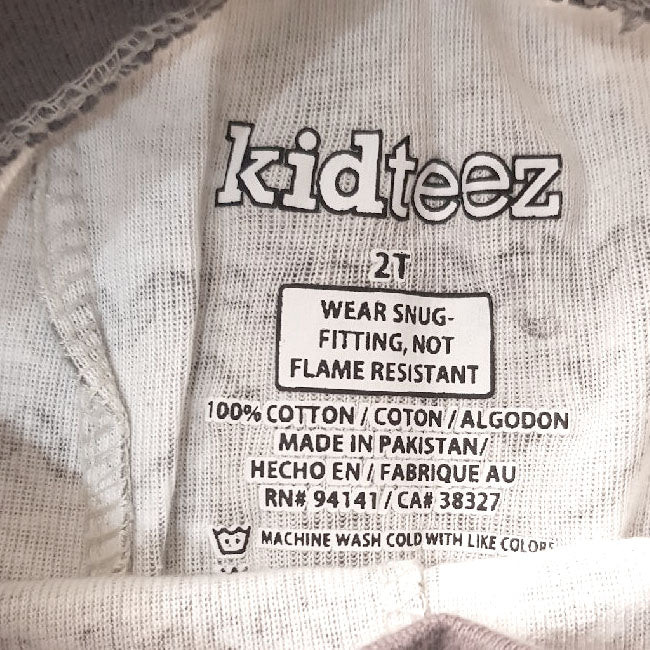 kidteez
2T
WEAR SNUG-
FITTING, NOT
FLAME RESISTANT
100% COTTON / COTON / ALGODON
MADE IN PAKISTAN/
HECHO EN / FABRIQUE AU
RN# 94141 / CA# 38327
MACHINE WASH COLD WITH LIKE COLORS